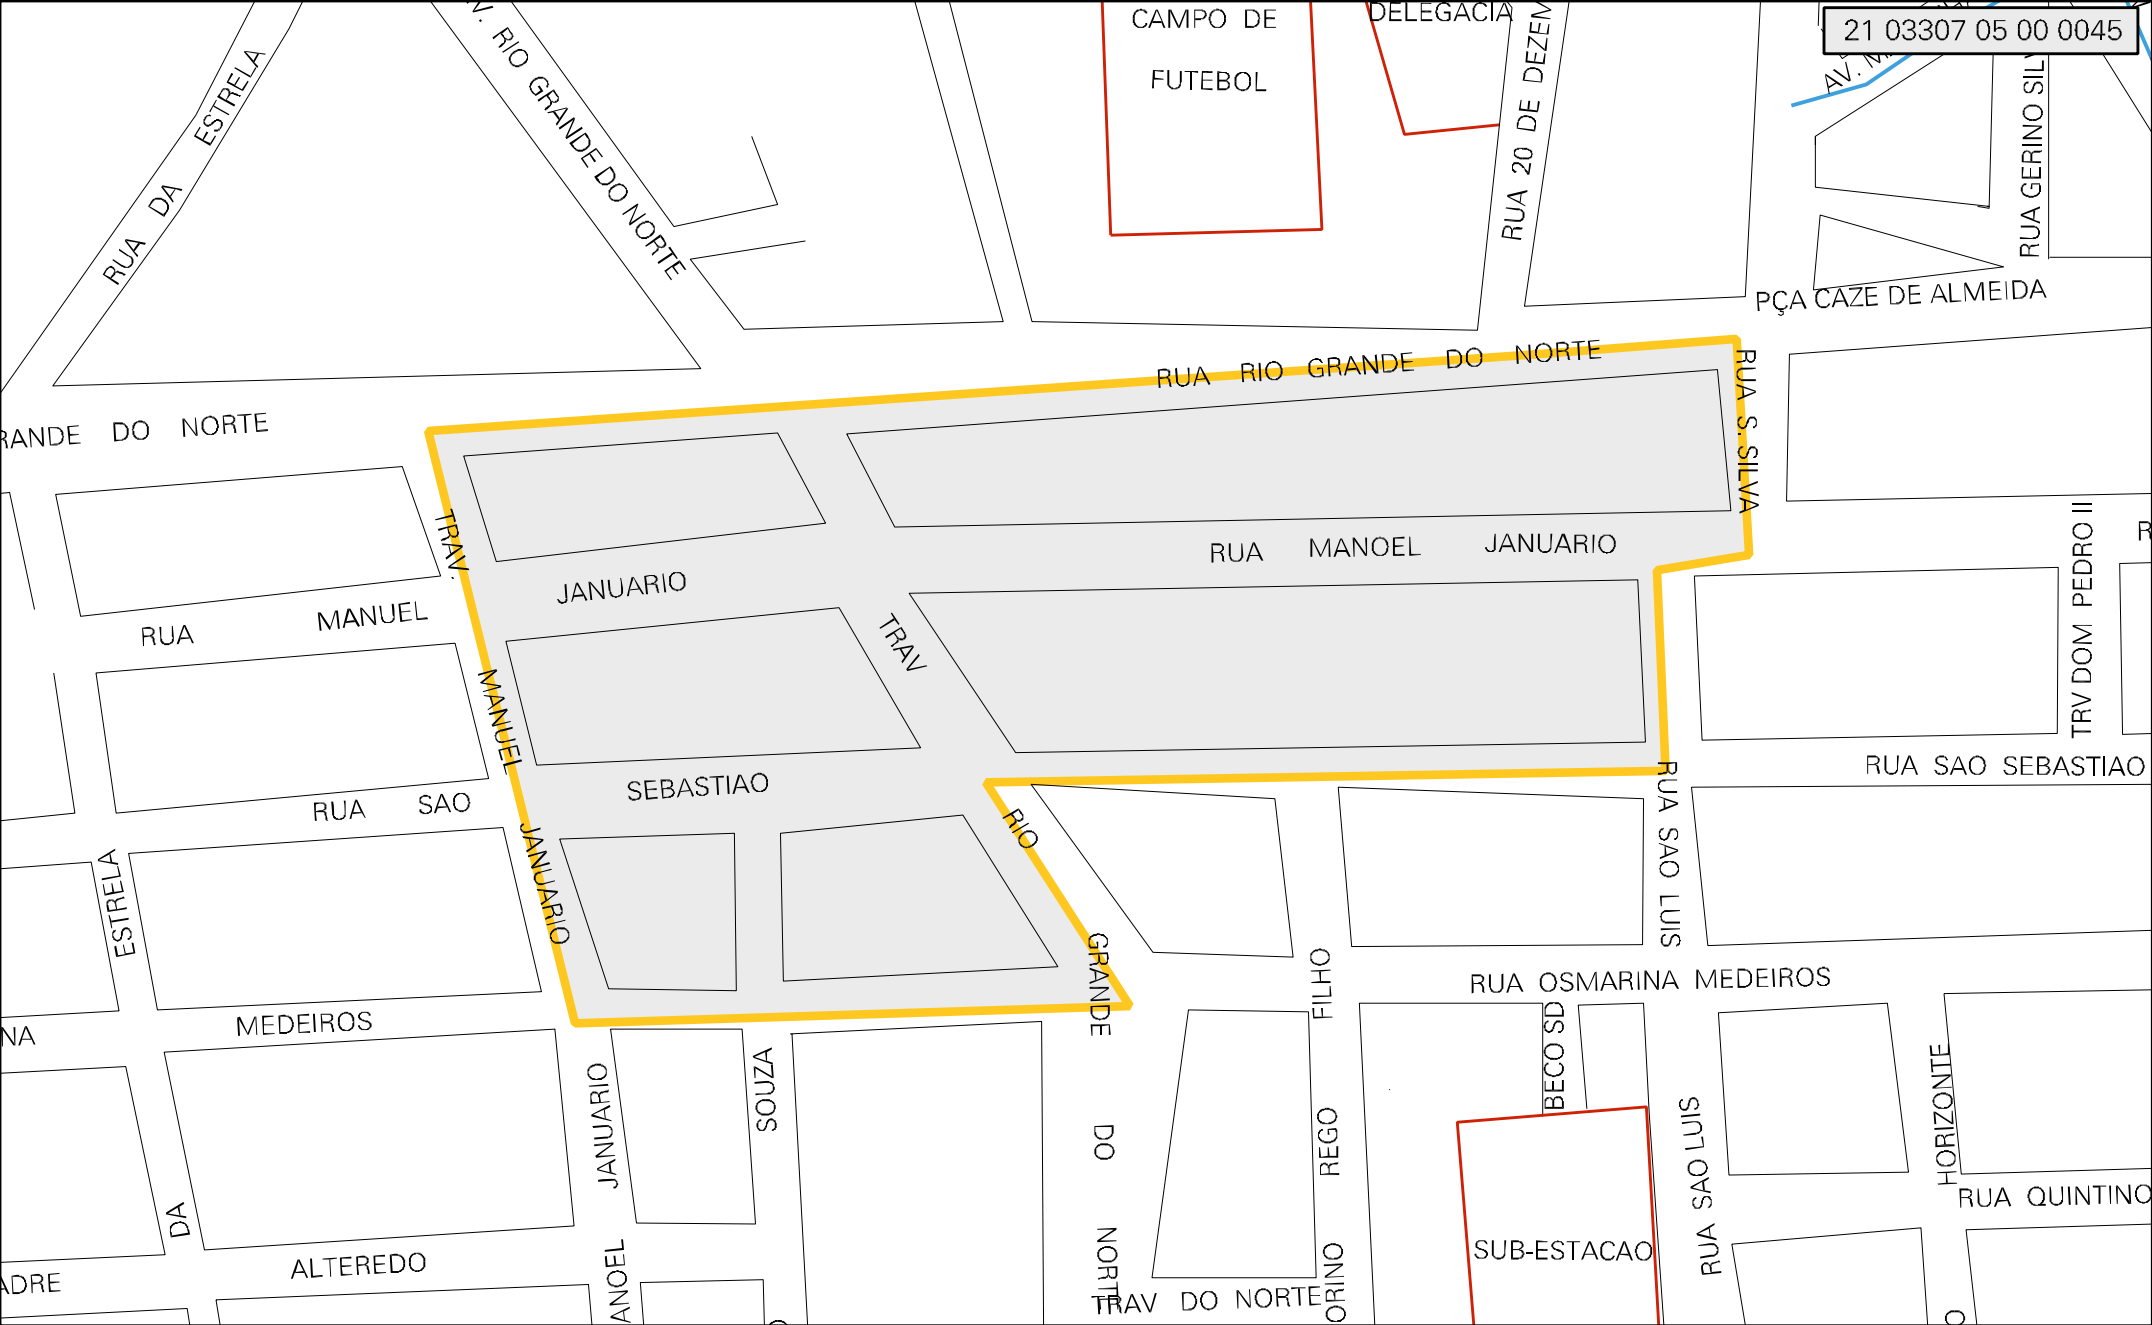 CAMPO DE
FUTEBOL
DELEGACIA
21 03307 05 00 0045
RUA DA ESTRELA
AV. RIO GRANDE DO NORTE
RUA 20 DE DEZEM
AV. M
RUA GERINO SILV
PÇA CAZE DE ALMEIDA
RUA RIO GRANDE DO NORTE
RANDE DO NORTE
RUA S. SILVA
RUA MANOEL JANUARIO
RUA MANUEL JANUARIO
TRAV. MANUEL JANUARIO
TRAV RIO GRANDE DO NORTE
TRV DOM PEDRO II
R
RUA SAO SEBASTIAO
RUA SAO SEBASTIAO
RUA SAO LUIS
ESTRELA
DA
RUA OSMARINA MEDEIROS
NA MEDEIROS
FILHO
REGO
ORINO
BECO SD
SOUZA
JANUARIO
ANOEL
HORIZONTE
O
RUA SAO LUIS
RUA QUINTINO
SUB-ESTACAO
ADRE ALTEREDO
TRAV DO NORTE
O